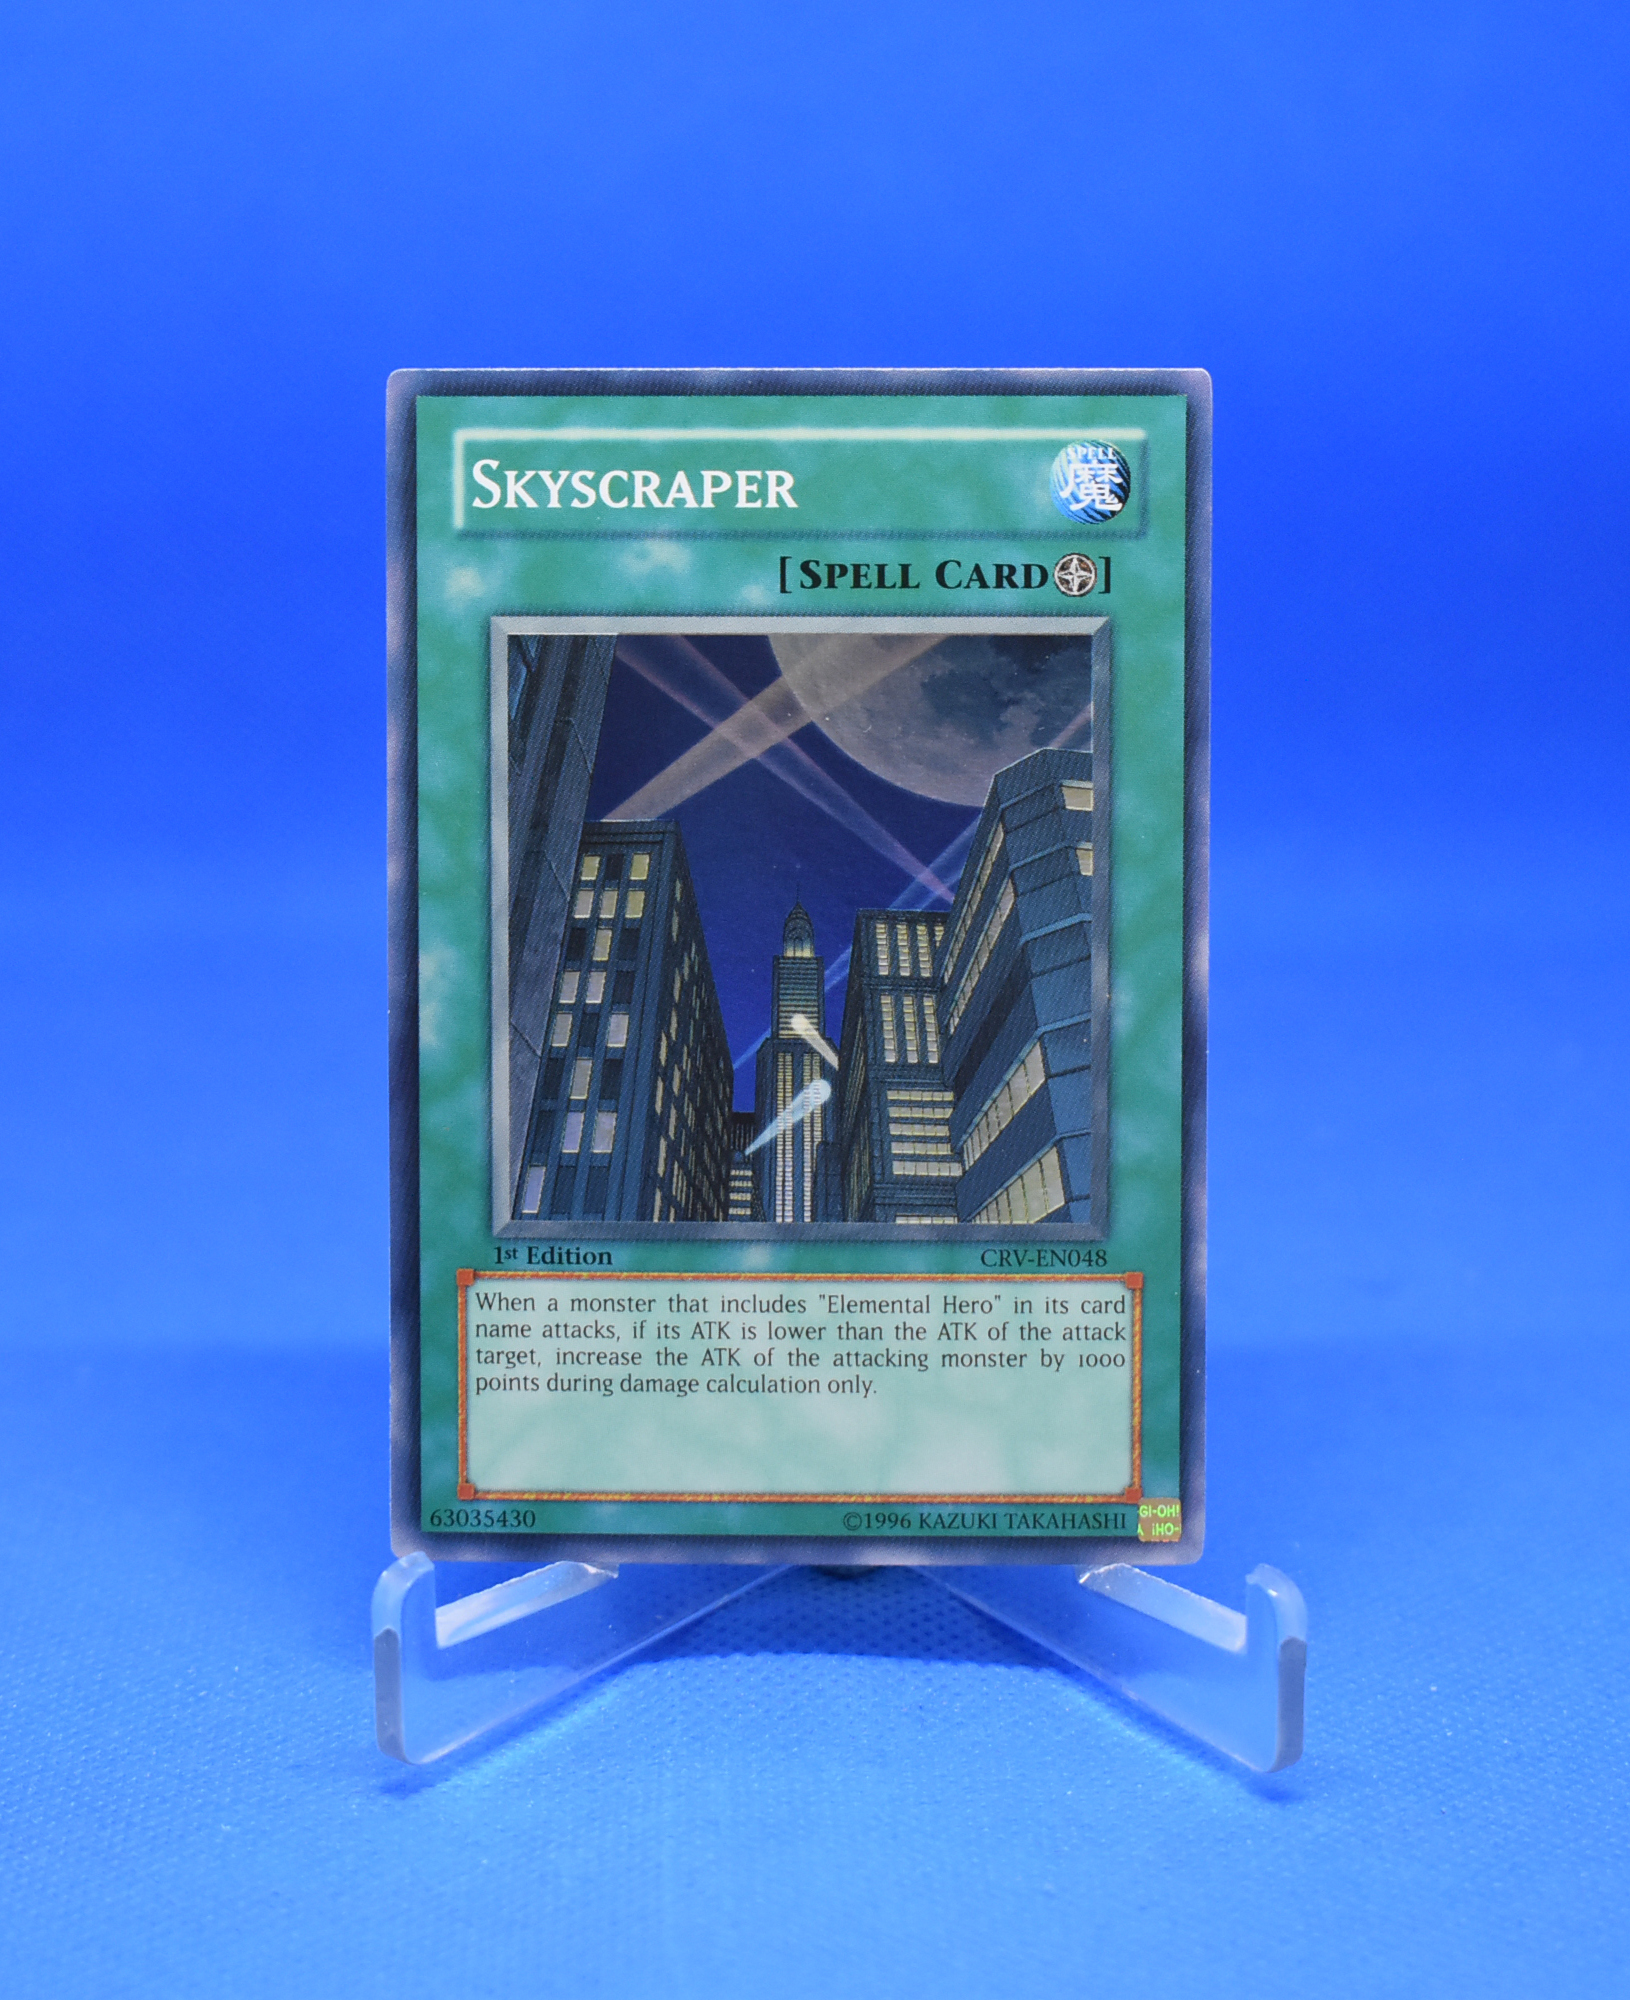 SKYSCRAPER
SPELL
魔
[SPELL CARD]
1st Edition
CRV-EN048
When a monster that includes "Elemental Hero" in its card
name attacks, if its ATK is lower than the ATK of the attack
target, increase the ATK of the attacking monster by 1000
points during damage calculation only.
63035430
©1996 KAZUKI TAKAHASHI
GI-OH!